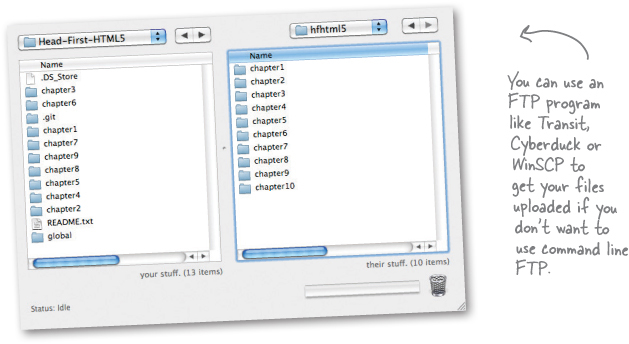 Head-First-HTML5
hfhtml5
Name
.DS_Store
chapter3
chapter6
.git
chapter1
chapter7
chapter9
chapter8
chapter5
chapter4
chapter2
README.txt
global
your stuff. (13 items)
Status: Idle
Name
chapter1
chapter2
chapter3
chapter4
chapter5
chapter6
chapter7
chapter8
chapter9
chapter10
their stuff. (10 items)
You can use an
FTP program
like Transit,
Cyberduck or
WinSCP to
get your files
uploaded if you
don't want to
use command line
FTP.